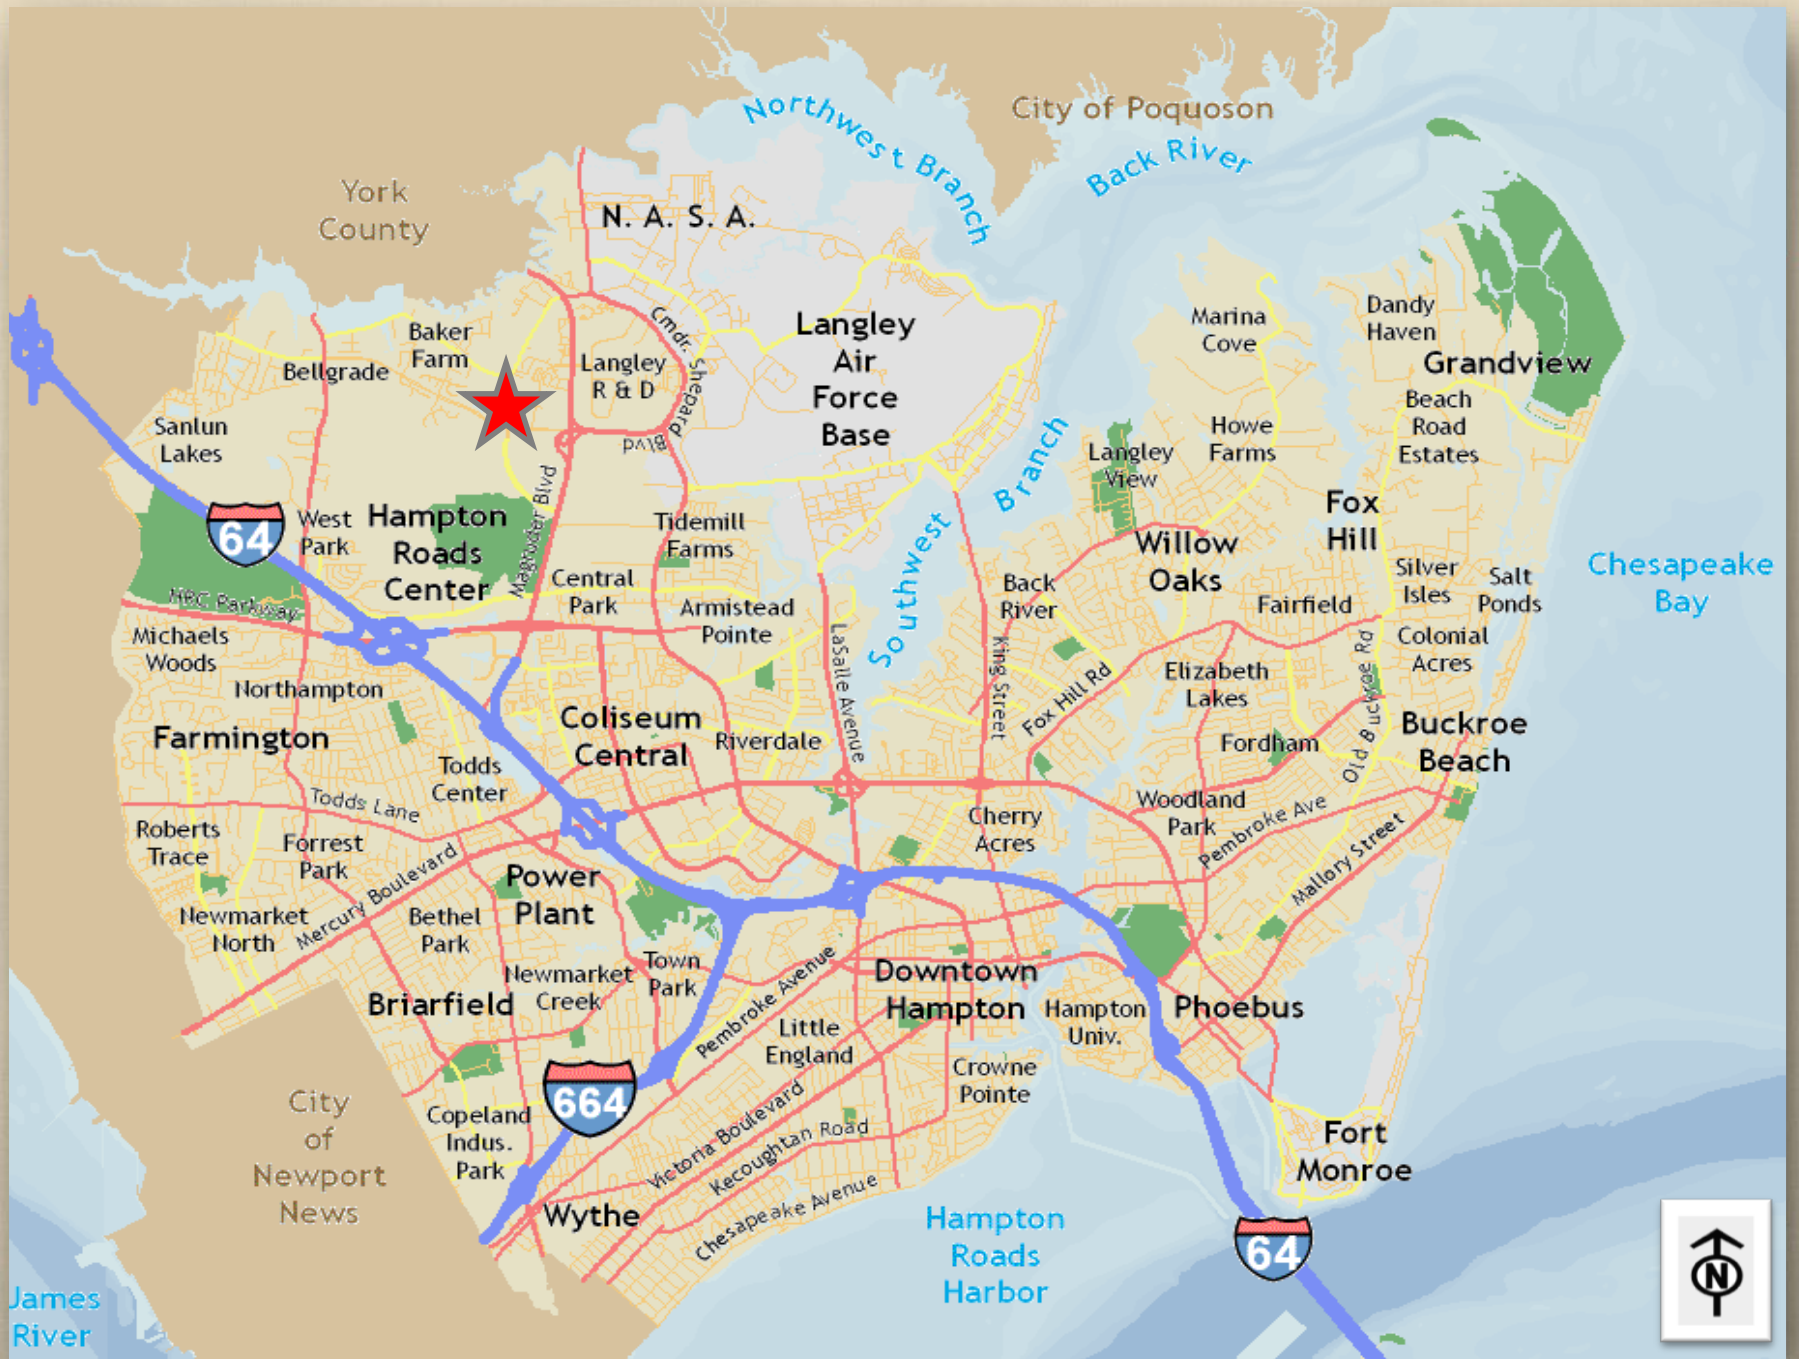 City of Poquoson
Northwest Branch
Back River
York
County
N. A. S. A.
Cmdr. Shepard Blvd
Langley
Air
Force
Base
Marina
Cove
Dandy
Haven
Grandview
Baker
Farm
Bellgrade
Langley
R & D
Sanlun
Lakes
Beach
Road
Estates
Howe
Farms
Langley
View
Southwest Branch
Magruder Blvd
64
West
Park
Hampton
Roads
Center
Tidemill
Farms
Fox
Hill
Willow
Oaks
Chesapeake
Bay
Silver
Isles
Salt
Ponds
HRC Parkway
Central
Park
Armistead
Pointe
Back
River
Fairfield
Michaels
Woods
Colonial
Acres
LaSalle Avenue
King Street
Fox Hill Rd
Elizabeth
Lakes
Old Buckroe Rd
Northampton
Farmington
Coliseum
Central
Riverdale
Fordham
Buckroe
Beach
Todds
Center
Todds Lane
Cherry
Acres
Woodland
Park
Pembroke Ave
Mallory Street
Roberts
Trace
Forrest
Park
Mercury Boulevard
Power
Plant
Newmarket
North
Bethel
Park
Newmarket
Creek
Town
Park
Pembroke Avenue
Downtown
Hampton
Hampton
Univ.
Phoebus
Briarfield
Little
England
Crowne
Pointe
664
City
of
Newport
News
Copeland
Indus.
Park
Victoria Boulevard
Kecoughtan Road
Chesapeake Avenue
Wythe
Fort
Monroe
Hampton
Roads
Harbor
64
N
James
River